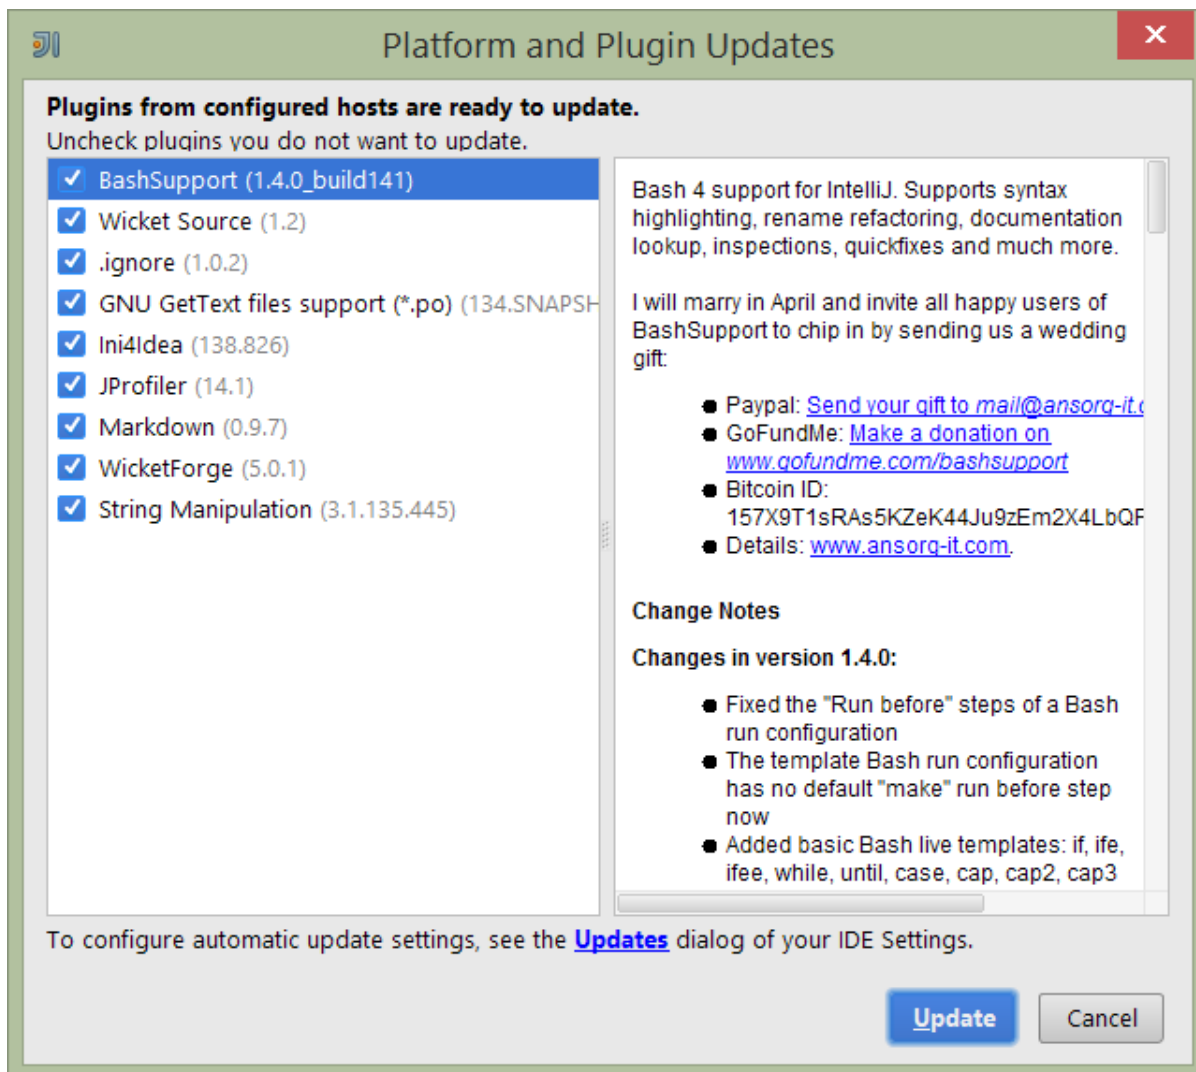 Platform and Plugin Updates
Plugins from configured hosts are ready to update.
Uncheck plugins you do not want to update.
BashSupport (1.4.0_build141)
Wicket Source (1.2)
.ignore (1.0.2)
GNU GetText files support (*.po) (134.SNAPSH
Ini4Idea (138.826)
JProfiler (14.1)
Markdown (0.9.7)
WicketForge (5.0.1)
String Manipulation (3.1.135.445)
Bash 4 support for IntelliJ. Supports syntax
highlighting, rename refactoring, documentation
lookup, inspections, quickfixes and much more.
I will marry in April and invite all happy users of
BashSupport to chip in by sending us a wedding
gift:
Paypal: Send your gift to mail@ansorg-it.c
GoFundMe: Make a donation on
www.gofundme.com/bashsupport
Bitcoin ID:
157X9T1sRAs5KZeK44Ju9zEm2X4LbQF
Details: www.ansorg-it.com.
Change Notes
Changes in version 1.4.0:
Fixed the "Run before" steps of a Bash
run configuration
The template Bash run configuration
has no default "make" run before step
now
Added basic Bash live templates: if, ife,
ifee, while, until, case, cap, cap2, cap3
To configure automatic update settings, see the Updates dialog of your IDE Settings.
Update
Cancel